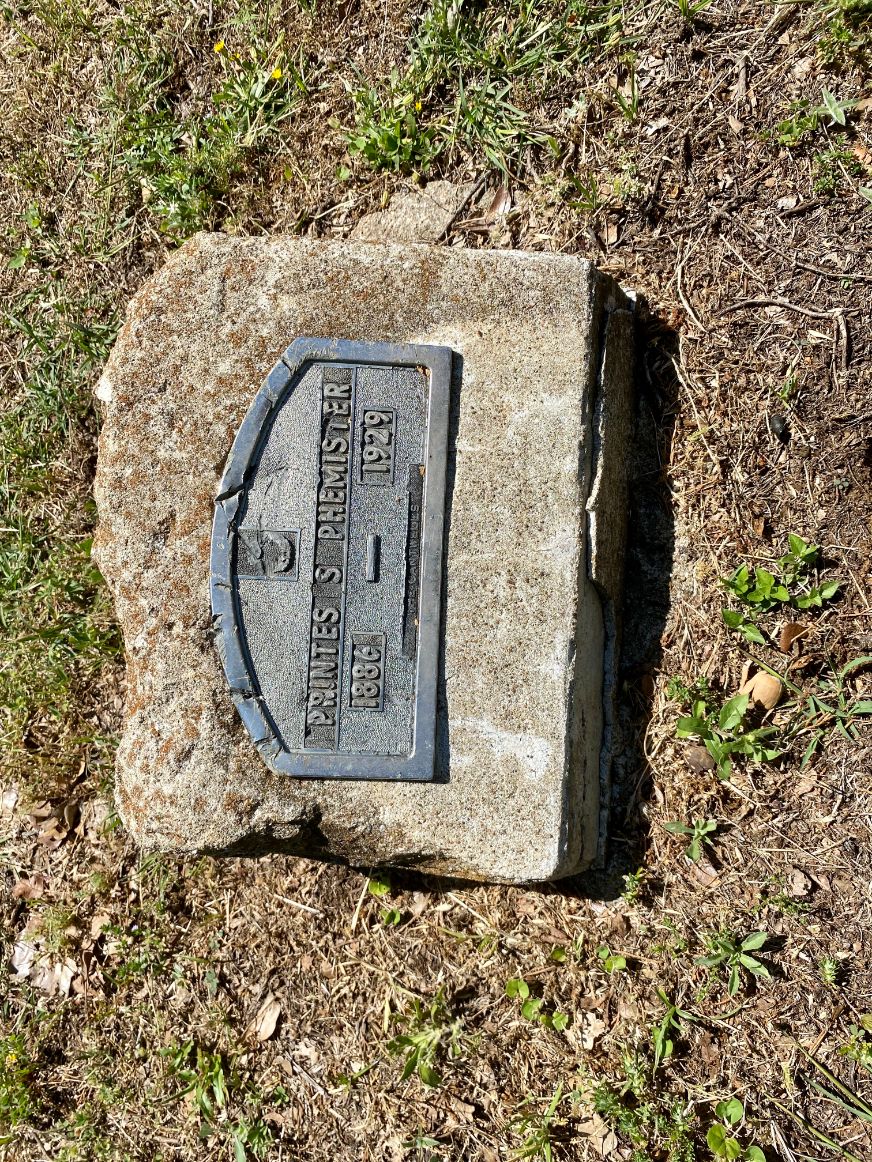 PRINTES S PHEMISTER
1886 — 1929